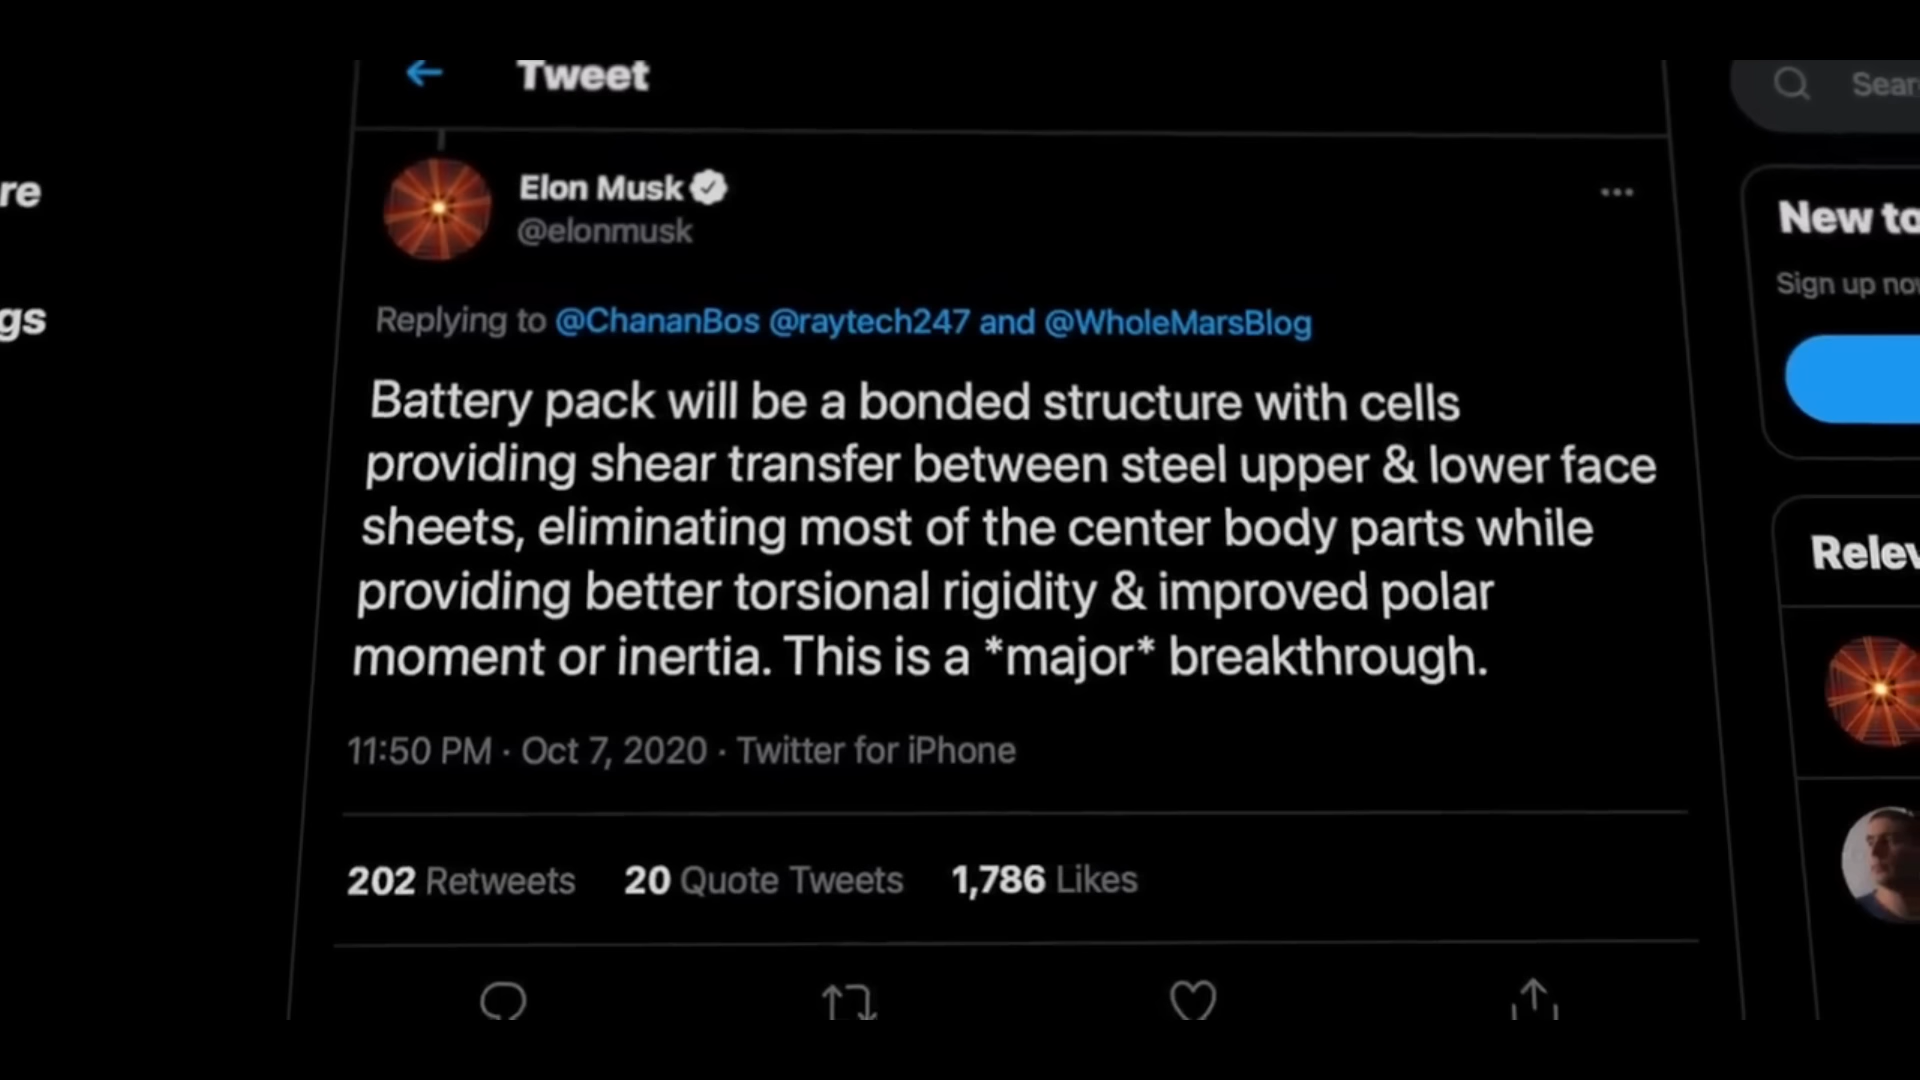 Tweet
Elon Musk
@elonmusk
Replying to @ChananBos @raytech247 and @WholeMarsBlog
Battery pack will be a bonded structure with cells
providing shear transfer between steel upper & lower face
sheets, eliminating most of the center body parts while
providing better torsional rigidity & improved polar
moment or inertia. This is a *major* breakthrough.
11:50 PM · Oct 7, 2020 · Twitter for iPhone
202 Retweets 20 Quote Tweets 1,786 Likes
re
gs
Sear
New to
Sign up now
Relev